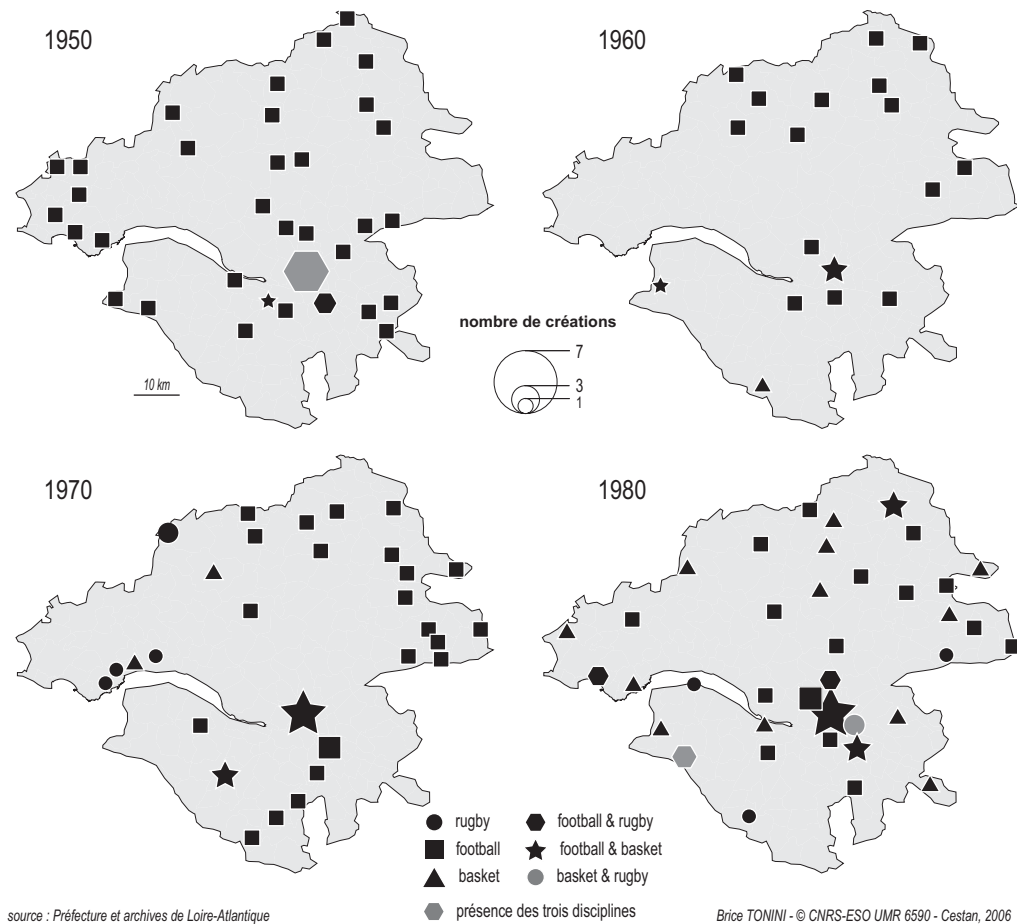 1950
1960
10 km
nombre de créations
7
3
1
1970
1980
rugby
football & rugby
football
football & basket
basket
basket & rugby
présence des trois disciplines
source : Préfecture et archives de Loire-Atlantique
Brice TONINI - © CNRS-ESO UMR 6590 - Cestan, 2006